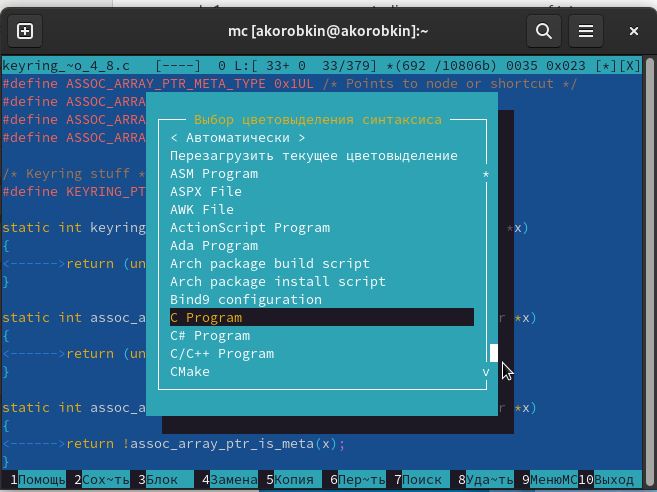 mc [akorobkin@akorobkin]:~
keyring_~o_4_8.c [----] 0 L:[ 33+ 0 33/379] *(692 /10806b) 0035 0x023 [*][X]
#define ASSOC_ARRAY_PTR_META_TYPE 0x1UL /* Points to node or shortcut */
#define ASSOC_ARRA
#define ASSOC_ARRA
#define ASSOC_ARRA
/* Keyring stuff *
#define KEYRING_PT
static int keyring *x)
{
<------>return (un
}
static int assoc_a r *x)
{
<------>return (un
}
static int assoc_a r *x)
{
<------>return !assoc_array_ptr_is_meta(x);
}
Выбор цветовыделения синтаксиса
< Автоматически >
Перезагрузить текущее цветовыделение
ASM Program *
ASPX File
AWK File
ActionScript Program
Ada Program
Arch package build script
Arch package install script
Bind9 configuration
C Program
C# Program
C/C++ Program
CMake v
1Помощь 2Сох~ть 3Блок 4Замена 5Копия 6Пер~ть 7Поиск 8Уда~ть 9МенюMC10Выход